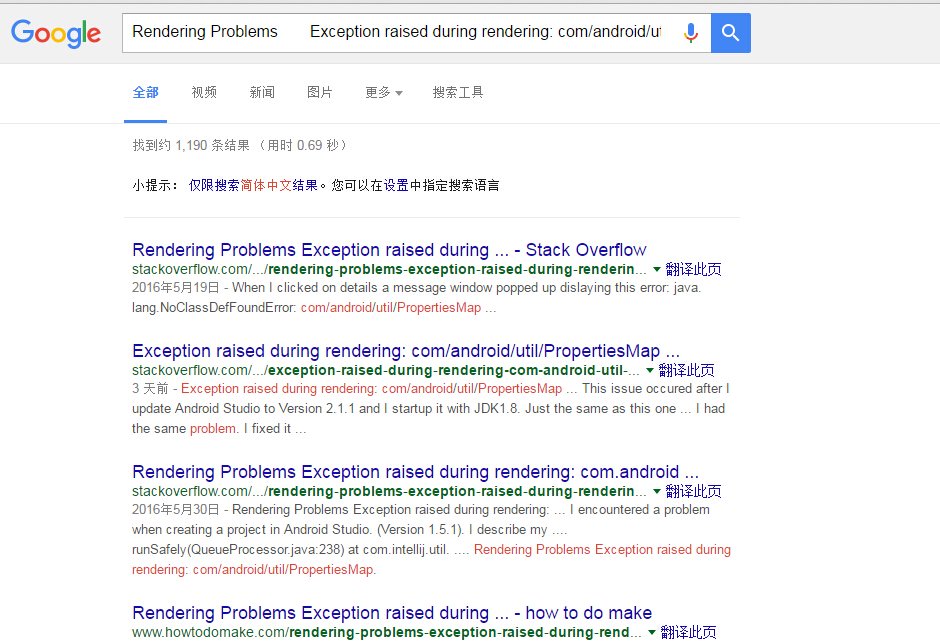 Google
Rendering Problems Exception raised during rendering: com/android/ut
全部 视频 新闻 图片 更多 搜索工具
找到约 1,190 条结果 （用时 0.69 秒）
小提示： 仅限搜索简体中文结果。您可以在设置中指定搜索语言
Rendering Problems Exception raised during ... - Stack Overflow
stackoverflow.com/.../rendering-problems-exception-raised-during-renderin... 翻译此页
2016年5月19日 - When I clicked on details a message window popped up dislaying this error: java.
lang.NoClassDefFoundError: com/android/util/PropertiesMap ...
Exception raised during rendering: com/android/util/PropertiesMap ...
stackoverflow.com/.../exception-raised-during-rendering-com-android-util-... 翻译此页
3 天前 - Exception raised during rendering: com/android/util/PropertiesMap ... This issue occured after I
update Android Studio to Version 2.1.1 and I startup it with JDK1.8. Just the same as this one ... I had
the same problem. I fixed it ...
Rendering Problems Exception raised during rendering: com.android ...
stackoverflow.com/.../rendering-problems-exception-raised-during-renderin... 翻译此页
2016年5月30日 - Rendering Problems Exception raised during rendering: ... I encountered a problem
when creating a project in Android Studio. (Version 1.5.1). I describe my ....
runSafely(QueueProcessor.java:238) at com.intellij.util. .... Rendering Problems Exception raised during
rendering: com/android/util/PropertiesMap.
Rendering Problems Exception raised during ... - how to do make
www.howtodomake.com/rendering-problems-exception-raised-during-rend... 翻译此页